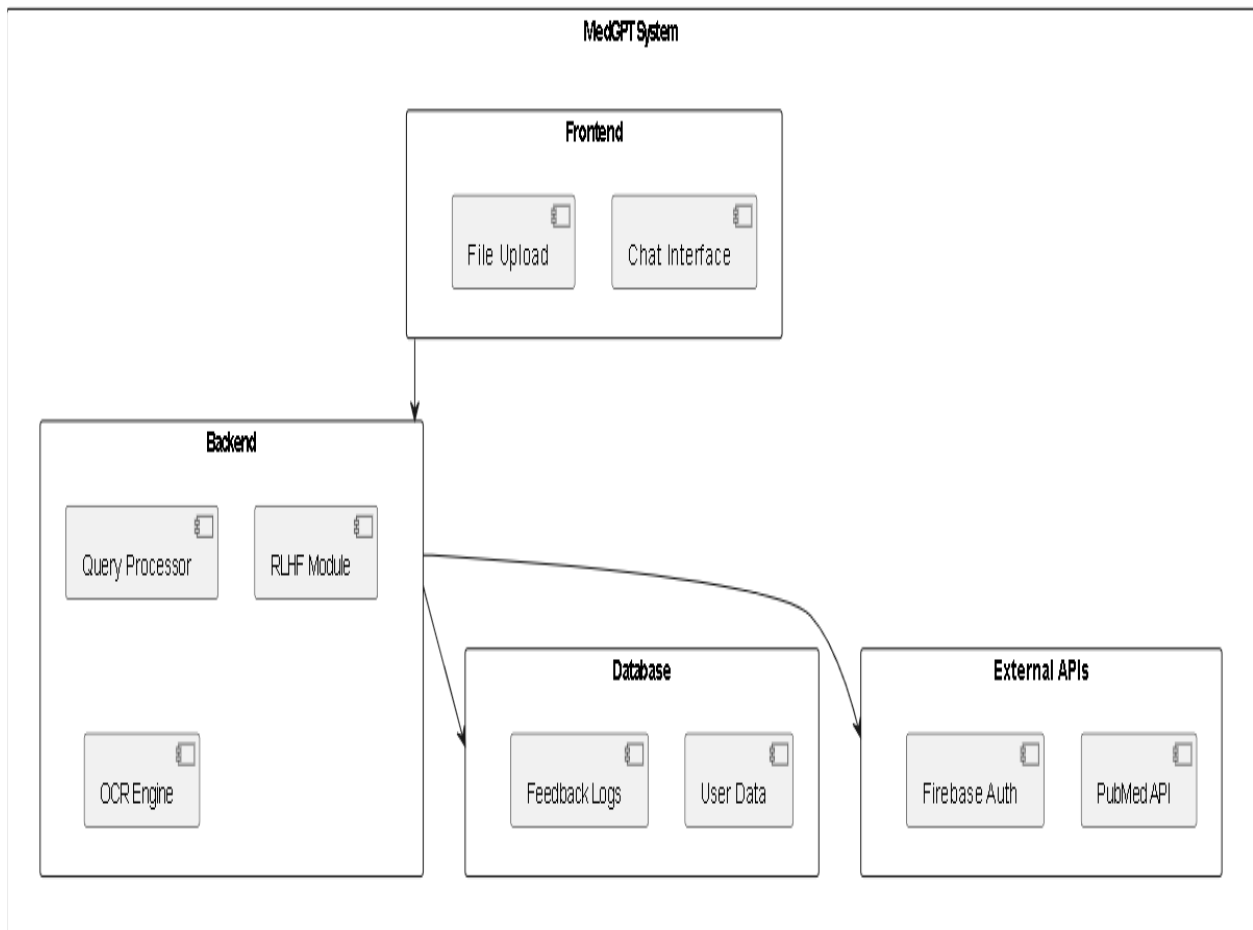 MedGPT System
Frontend
File Upload
Chat Interface
Backend
Query Processor
RLHF Module
OCR Engine
Database
Feedback Logs
User Data
External APIs
Firebase Auth
PubMed API